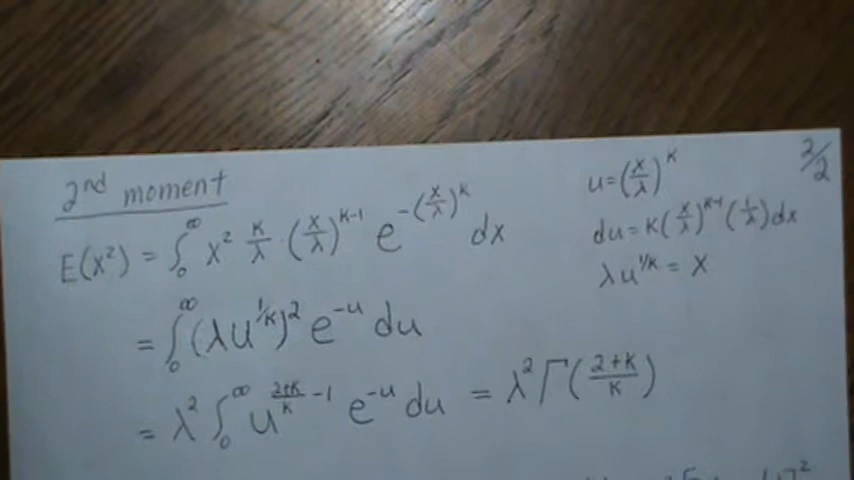 2/2
2nd moment
E(x²) = ∫₀^∞ x² k/λ (x/λ)^(k-1) e^(-(x/λ)^k) dx
u = (x/λ)^k
du = k(x/λ)^(k-1) (1/λ) dx
λu^(1/k) = x
= ∫₀^∞ (λu^(1/k))² e^(-u) du
= λ² ∫₀^∞ u^((2+k)/k - 1) e^(-u) du = λ² Γ((2+k)/k)